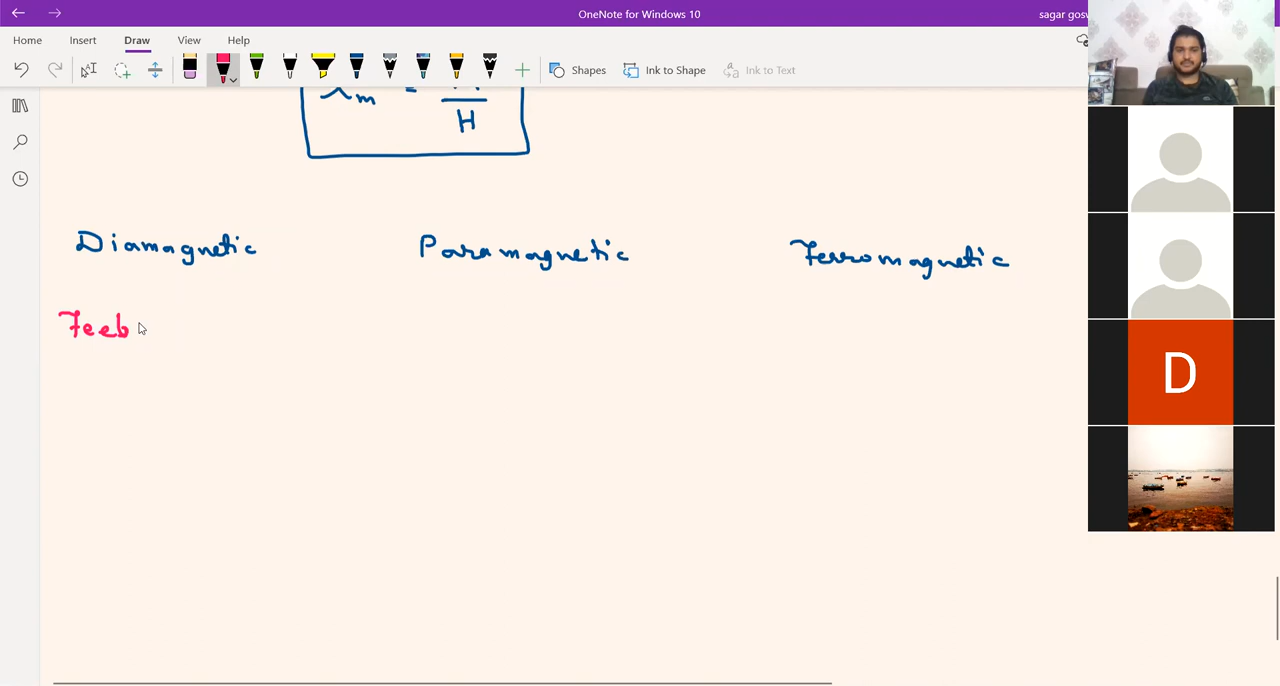 OneNote for Windows 10
sagar gosw
Home Insert Draw View Help
Shapes Ink to Shape Ink to Text
m =
H
Diamagnetic Paramagnetic Ferromagnetic
Feeb
D